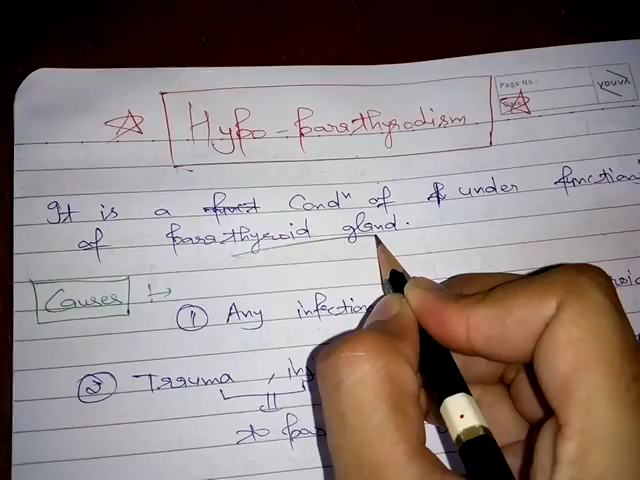 Page No.:
YOUVA
Hypo-parathyrodism
It is a Condⁿ of under function
of parathyroid gland.
Causes :→
① Any infection
② Trauma ,
to